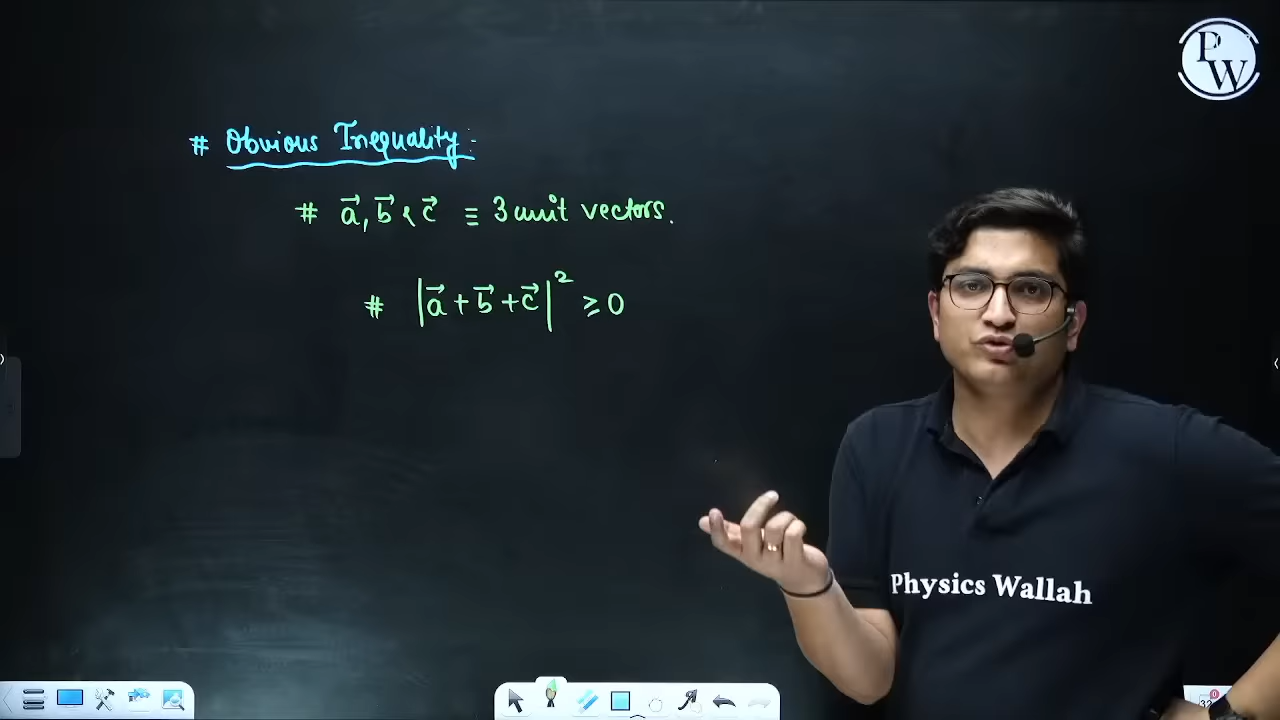 PW
# Obvious Inequality:
# a⃗, b⃗ & c⃗ ≡ 3 unit vectors.
# |a⃗ + b⃗ + c⃗|² ≥ 0
Physics Wallah